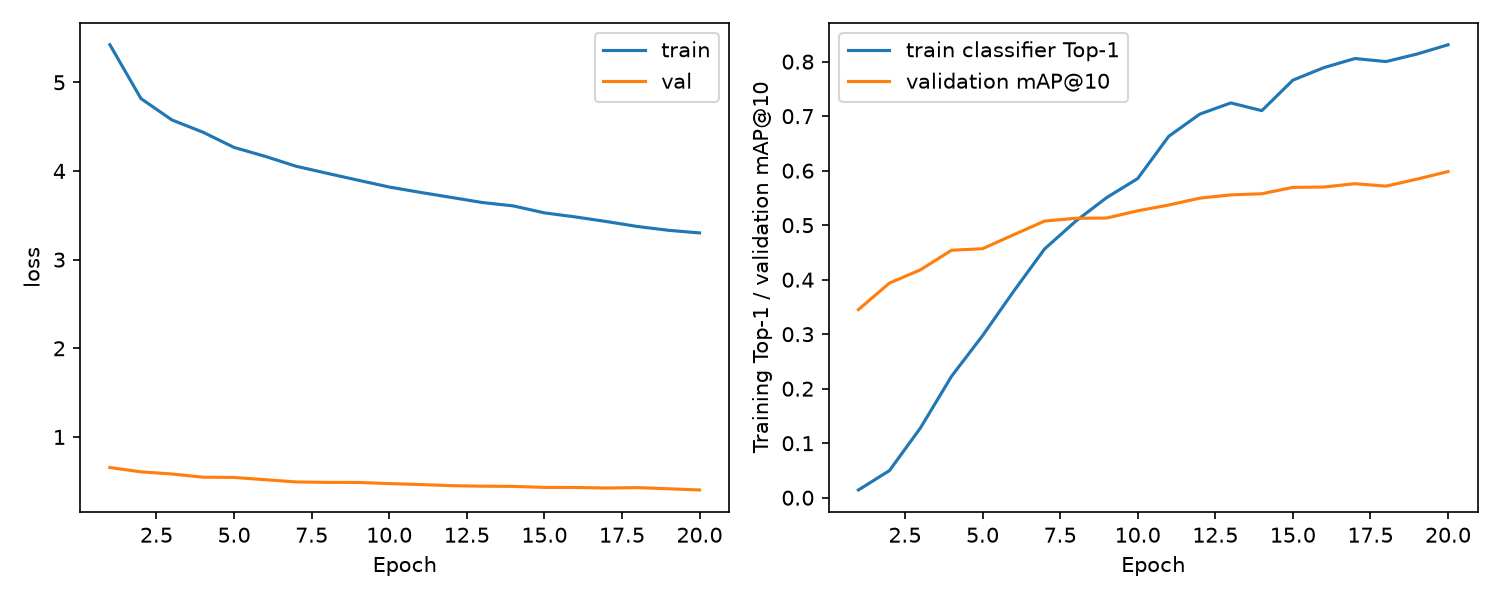 train
val
5
4
3
2
1
loss
2.5 5.0 7.5 10.0 12.5 15.0 17.5 20.0
Epoch
train classifier Top-1
validation mAP@10
0.8
0.7
0.6
0.5
0.4
0.3
0.2
0.1
0.0
Training Top-1 / validation mAP@10
2.5 5.0 7.5 10.0 12.5 15.0 17.5 20.0
Epoch